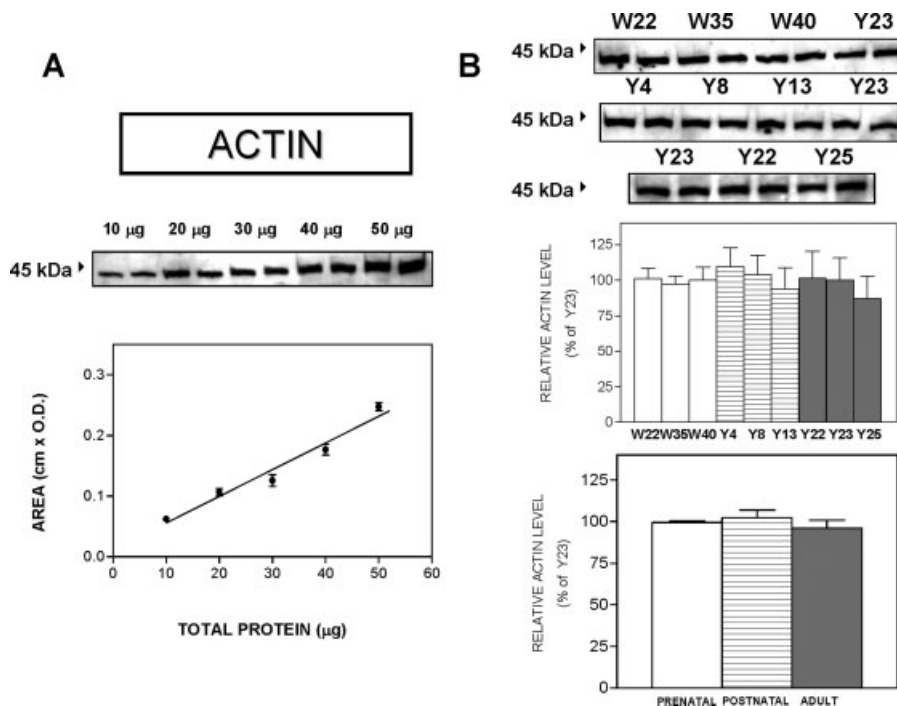 A
ACTIN
10 µg 20 µg 30 µg 40 µg 50 µg
45 kDa
0.3
0.2
0.1
0.0
AREA (cm x O.D.)
0 10 20 30 40 50 60
TOTAL PROTEIN (µg)
B
W22 W35 W40 Y23
45 kDa
Y4 Y8 Y13 Y23
45 kDa
Y23 Y22 Y25
45 kDa
125
100
75
50
25
0
RELATIVE ACTIN LEVEL
(% of Y23)
W22 W35 W40 Y4 Y8 Y13 Y22 Y23 Y25
125
100
75
50
25
0
RELATIVE ACTIN LEVEL
(% of Y23)
PRENATAL POSTNATAL ADULT